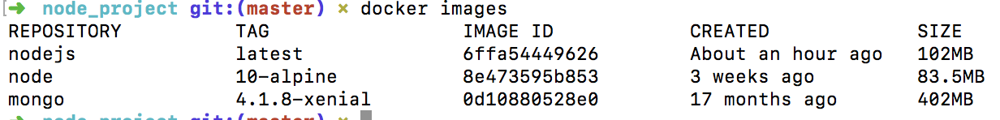 ➜ node_project git:(master) × docker images
REPOSITORY TAG IMAGE ID CREATED SIZE
nodejs latest 6ffa54449626 About an hour ago 102MB
node 10-alpine 8e473595b853 3 weeks ago 83.5MB
mongo 4.1.8-xenial 0d10880528e0 17 months ago 402MB
➜ node_project git:(master) ×